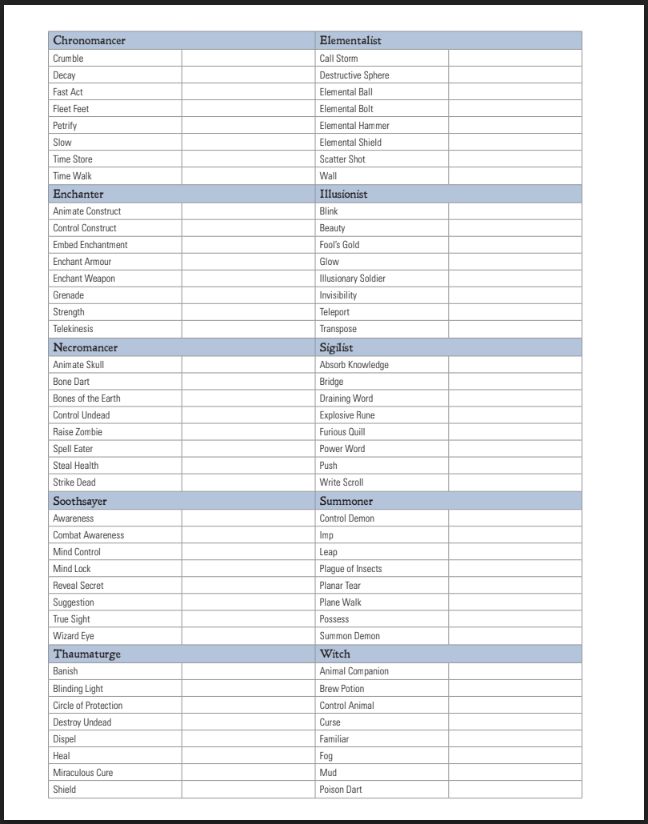 Chronomancer Elementalist
Crumble Call Storm
Decay Destructive Sphere
Fast Act Elemental Ball
Fleet Feet Elemental Bolt
Petrify Elemental Hammer
Slow Elemental Shield
Time Store Scatter Shot
Time Walk Wall
Enchanter Illusionist
Animate Construct Blink
Control Construct Beauty
Embed Enchantment Fool's Gold
Enchant Armour Glow
Enchant Weapon Illusionary Soldier
Grenade Invisibility
Strength Teleport
Telekinesis Transpose
Necromancer Sigilist
Animate Skull Absorb Knowledge
Bone Dart Bridge
Bones of the Earth Draining Word
Control Undead Explosive Rune
Raise Zombie Furious Quill
Spell Eater Power Word
Steal Health Push
Strike Dead Write Scroll
Soothsayer Summoner
Awareness Control Demon
Combat Awareness Imp
Mind Control Leap
Mind Lock Plague of Insects
Reveal Secret Planar Tear
Suggestion Plane Walk
True Sight Possess
Wizard Eye Summon Demon
Thaumaturge Witch
Banish Animal Companion
Blinding Light Brew Potion
Circle of Protection Control Animal
Destroy Undead Curse
Dispel Familiar
Heal Fog
Miraculous Cure Mud
Shield Poison Dart